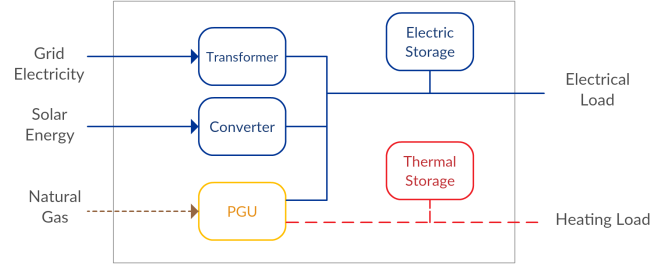 Grid
Electricity
Transformer
Electric
Storage
Electrical
Load
Solar
Energy
Converter
Thermal
Storage
Natural
Gas
PGU
Heating Load